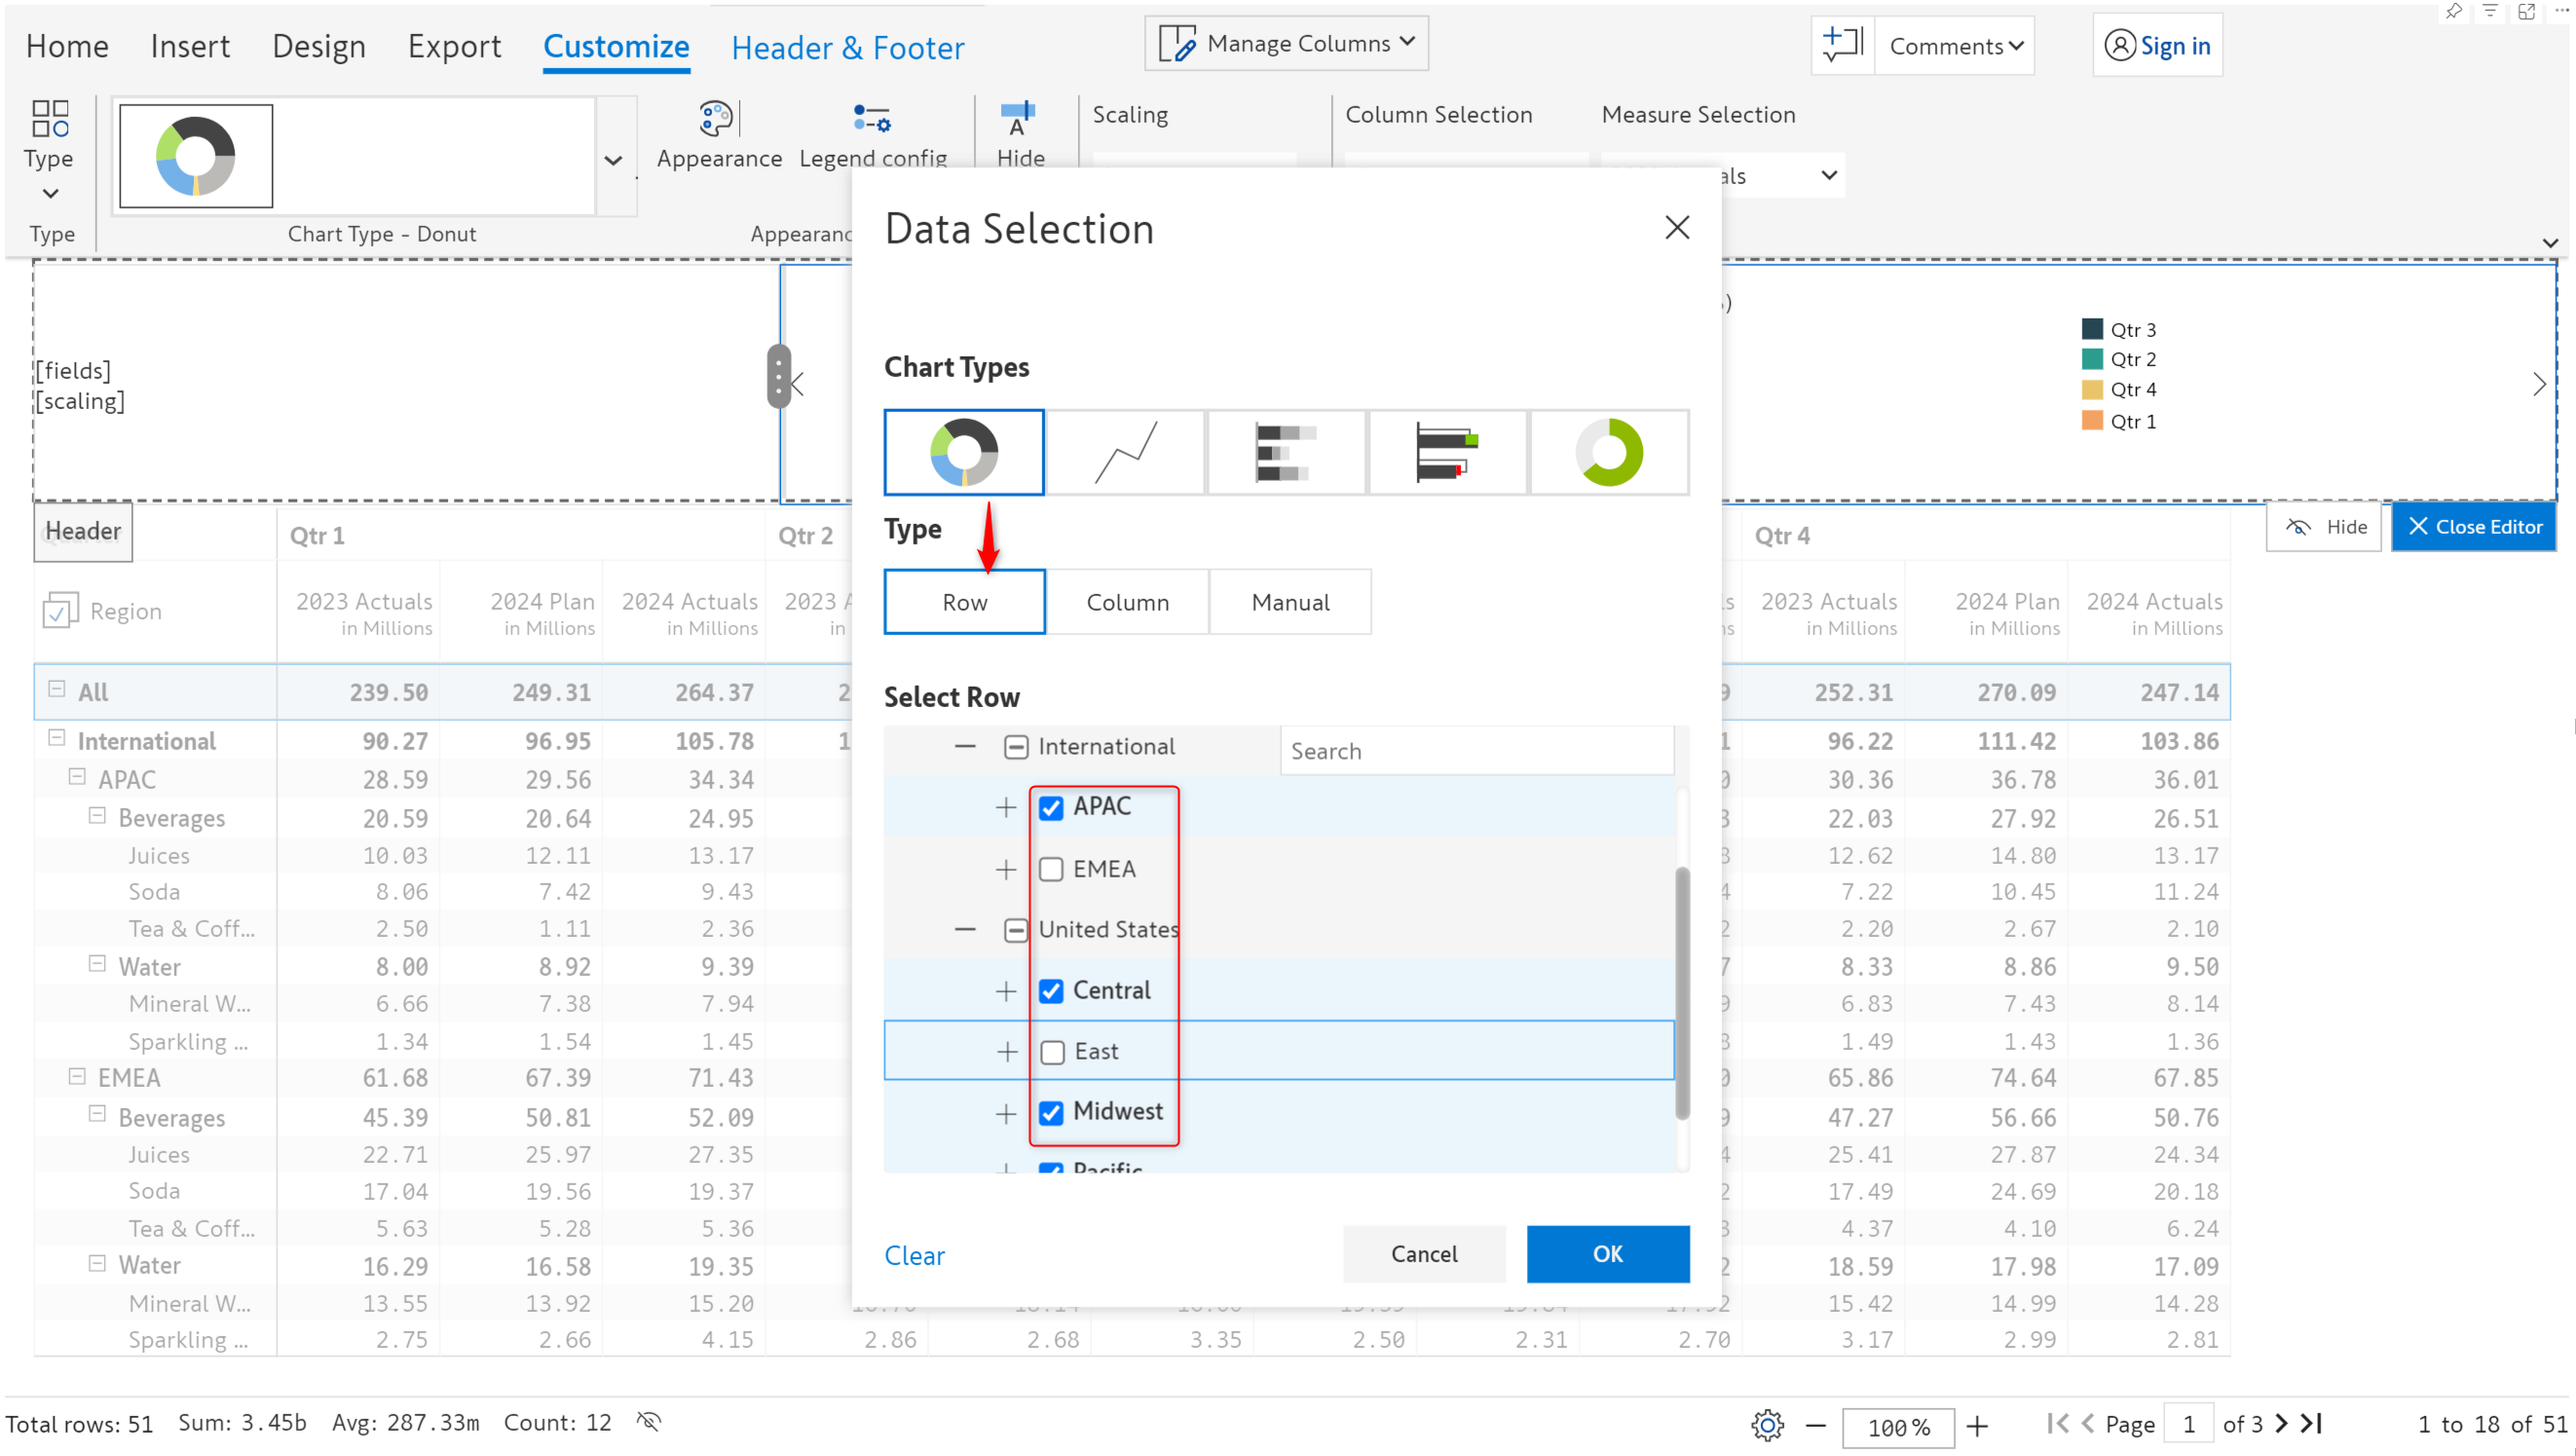 Home Insert Design Export Customize Header & Footer Manage Columns Comments Sign in
Type Appearance Legend config Hide Scaling Column Selection Measure Selection
Type Chart Type - Donut
Data Selection
[fields]
[scaling]
Qtr 3
Qtr 2
Qtr 4
Qtr 1
Chart Types
Type
Row Column Manual
Select Row
International Search
APAC
EMEA
United States
Central
East
Midwest
Pacific
Clear Cancel OK
Header Hide Close Editor
Qtr 1 Qtr 2 Qtr 4
Region 2023 Actuals 2024 Plan 2024 Actuals 2023 2023 Actuals 2024 Plan 2024 Actuals
in Millions in Millions in Millions in in Millions in Millions in Millions
All 239.50 249.31 264.37 252.31 270.09 247.14
International 90.27 96.95 105.78 96.22 111.42 103.86
APAC 28.59 29.56 34.34 30.36 36.78 36.01
Beverages 20.59 20.64 24.95 22.03 27.92 26.51
Juices 10.03 12.11 13.17 12.62 14.80 13.17
Soda 8.06 7.42 9.43 7.22 10.45 11.24
Tea & Coff... 2.50 1.11 2.36 2.20 2.67 2.10
Water 8.00 8.92 9.39 8.33 8.86 9.50
Mineral W... 6.66 7.38 7.94 6.83 7.43 8.14
Sparkling ... 1.34 1.54 1.45 1.49 1.43 1.36
EMEA 61.68 67.39 71.43 65.86 74.64 67.85
Beverages 45.39 50.81 52.09 47.27 56.66 50.76
Juices 22.71 25.97 27.35 25.41 27.87 24.34
Soda 17.04 19.56 19.37 17.49 24.69 20.18
Tea & Coff... 5.63 5.28 5.36 4.37 4.10 6.24
Water 16.29 16.58 19.35 18.59 17.98 17.09
Mineral W... 13.55 13.92 15.20 15.42 14.99 14.28
Sparkling ... 2.75 2.66 4.15 2.86 2.68 3.35 2.50 2.31 2.70 3.17 2.99 2.81
Total rows: 51 Sum: 3.45b Avg: 287.33m Count: 12 100% Page 1 of 3 1 to 18 of 51